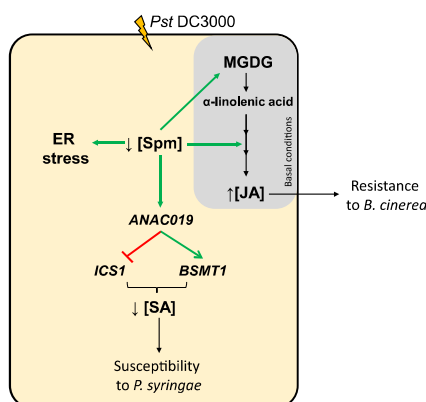 Pst DC3000
MGDG
α-linolenic acid
Basal conditions
ER
stress
↓ [Spm]
↑[JA]
Resistance
to B. cinerea
ANAC019
ICS1
BSMT1
↓ [SA]
Susceptibility
to P. syringae